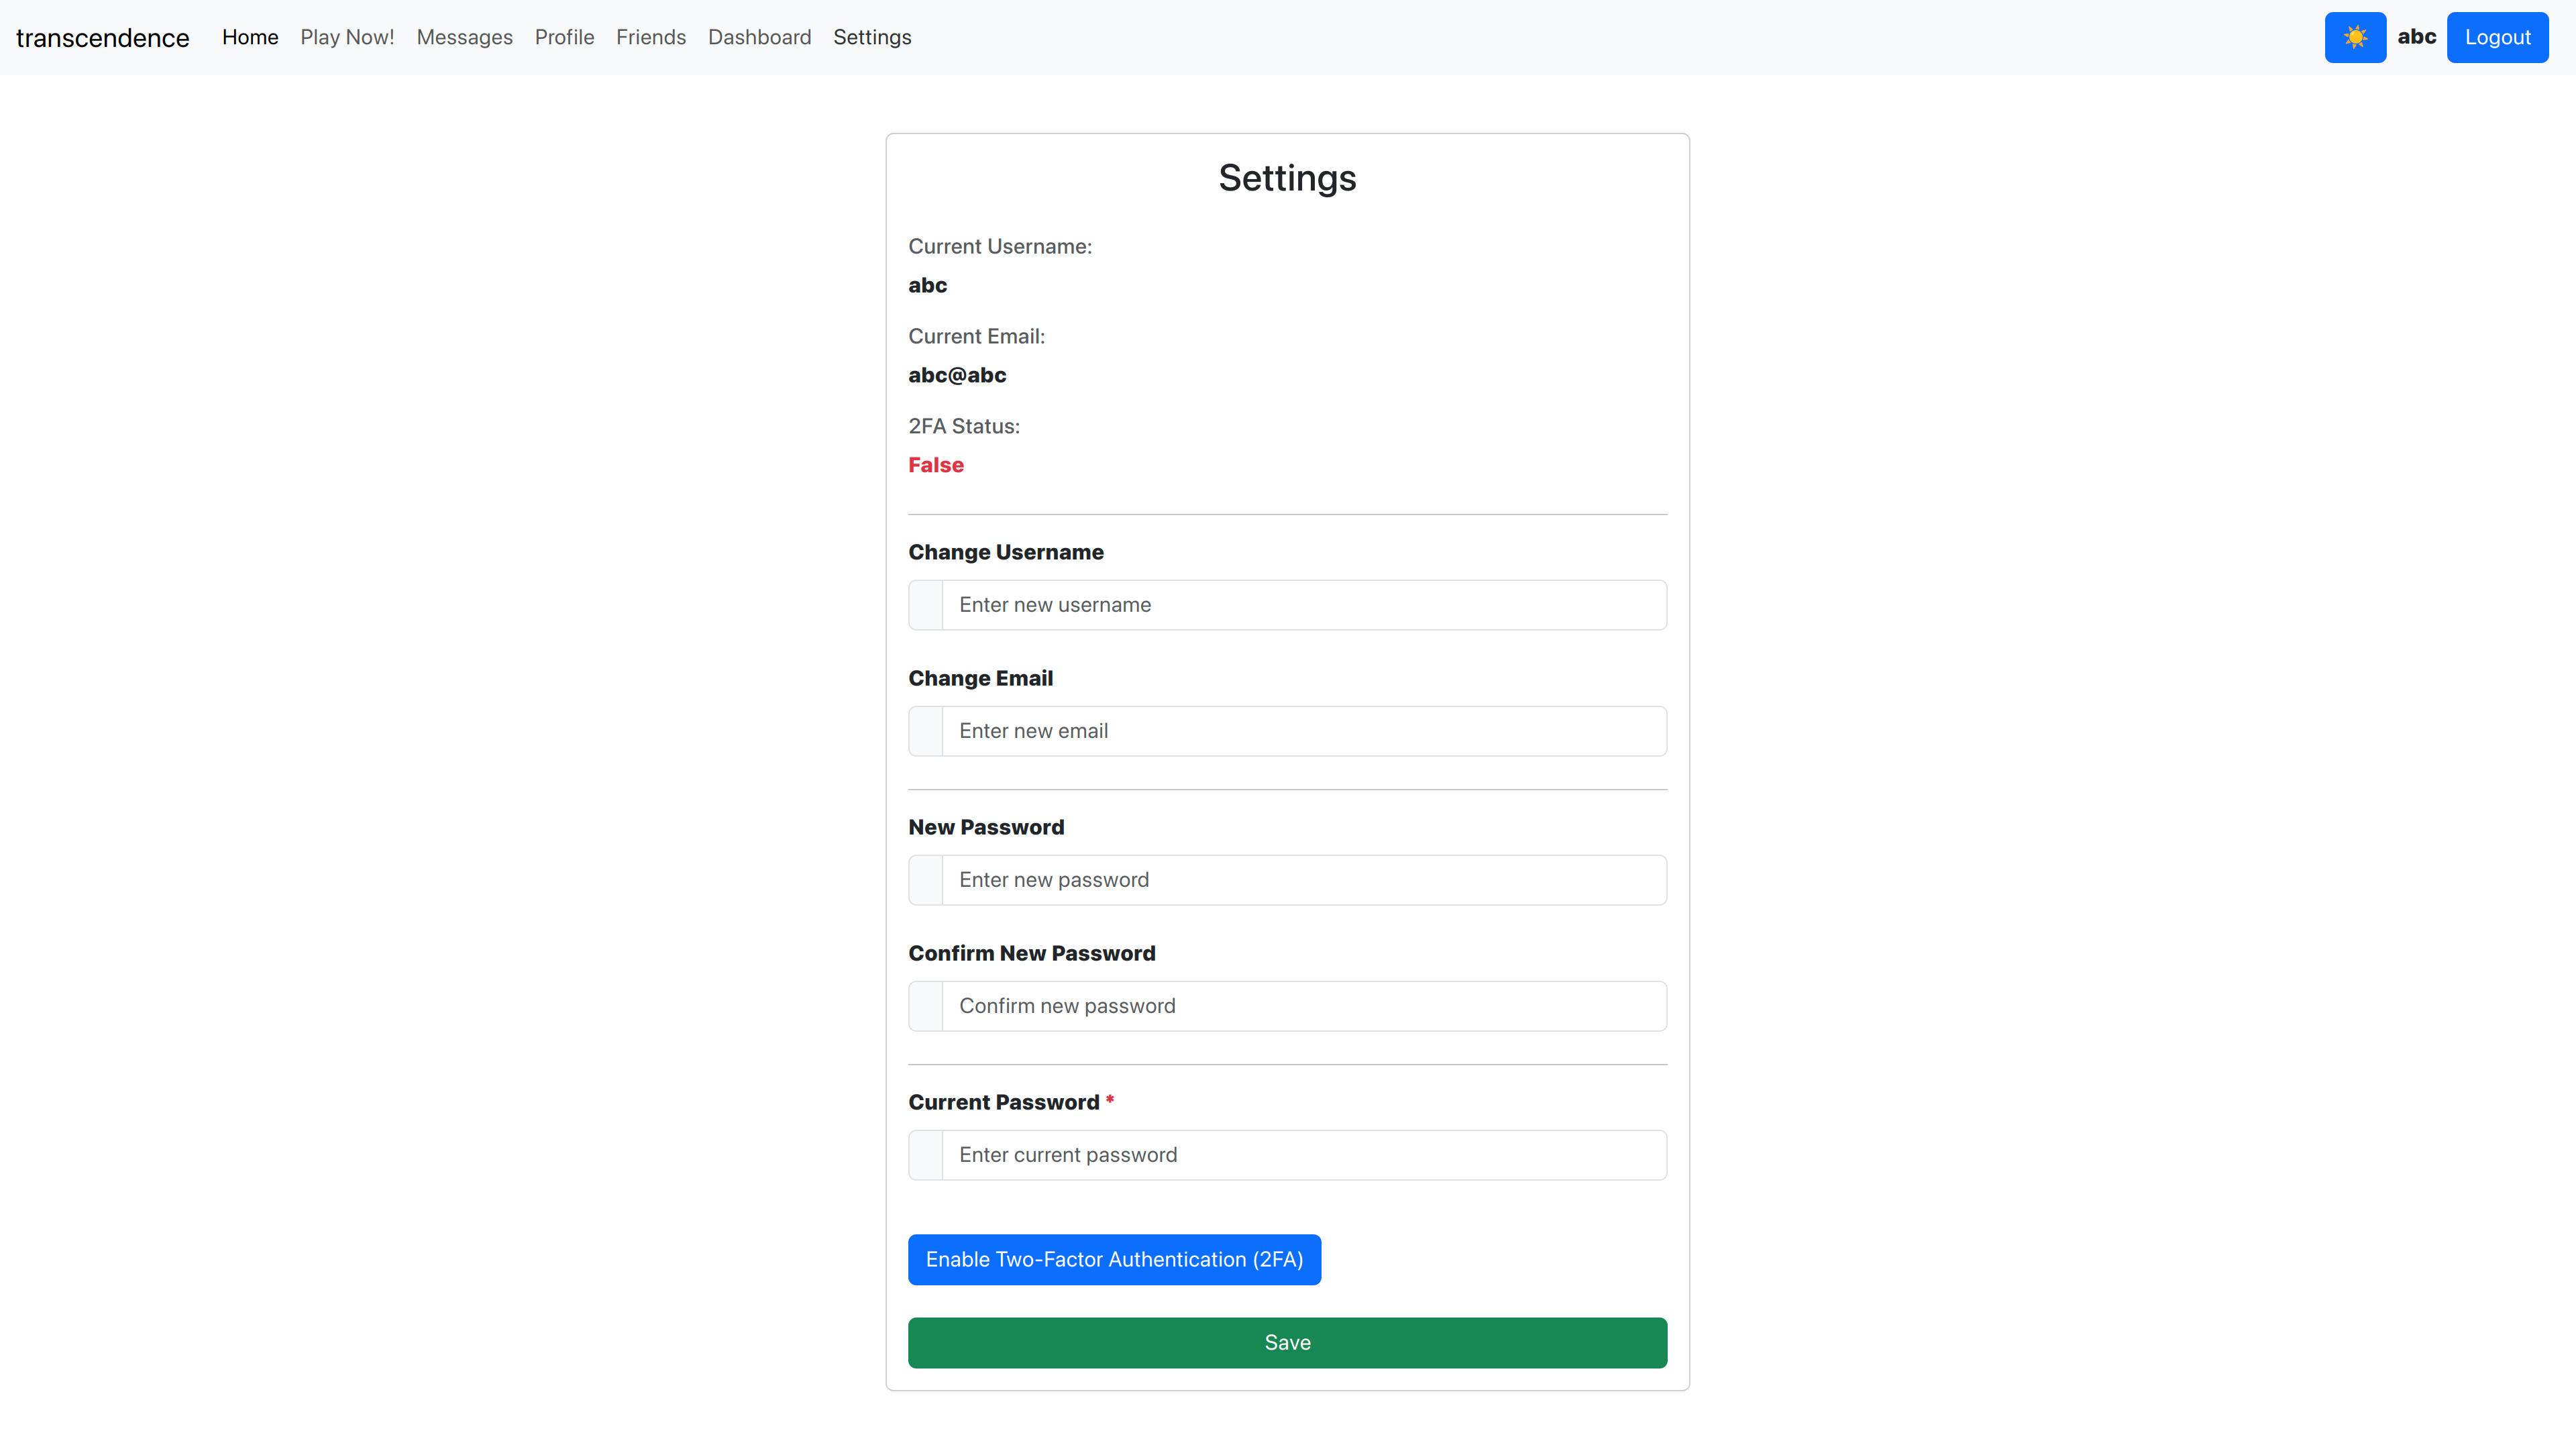 transcendence Home Play Now! Messages Profile Friends Dashboard Settings abc Logout
Settings
Current Username:
abc
Current Email:
abc@abc
2FA Status:
False
Change Username
Enter new username
Change Email
Enter new email
New Password
Enter new password
Confirm New Password
Confirm new password
Current Password *
Enter current password
Enable Two-Factor Authentication (2FA)
Save